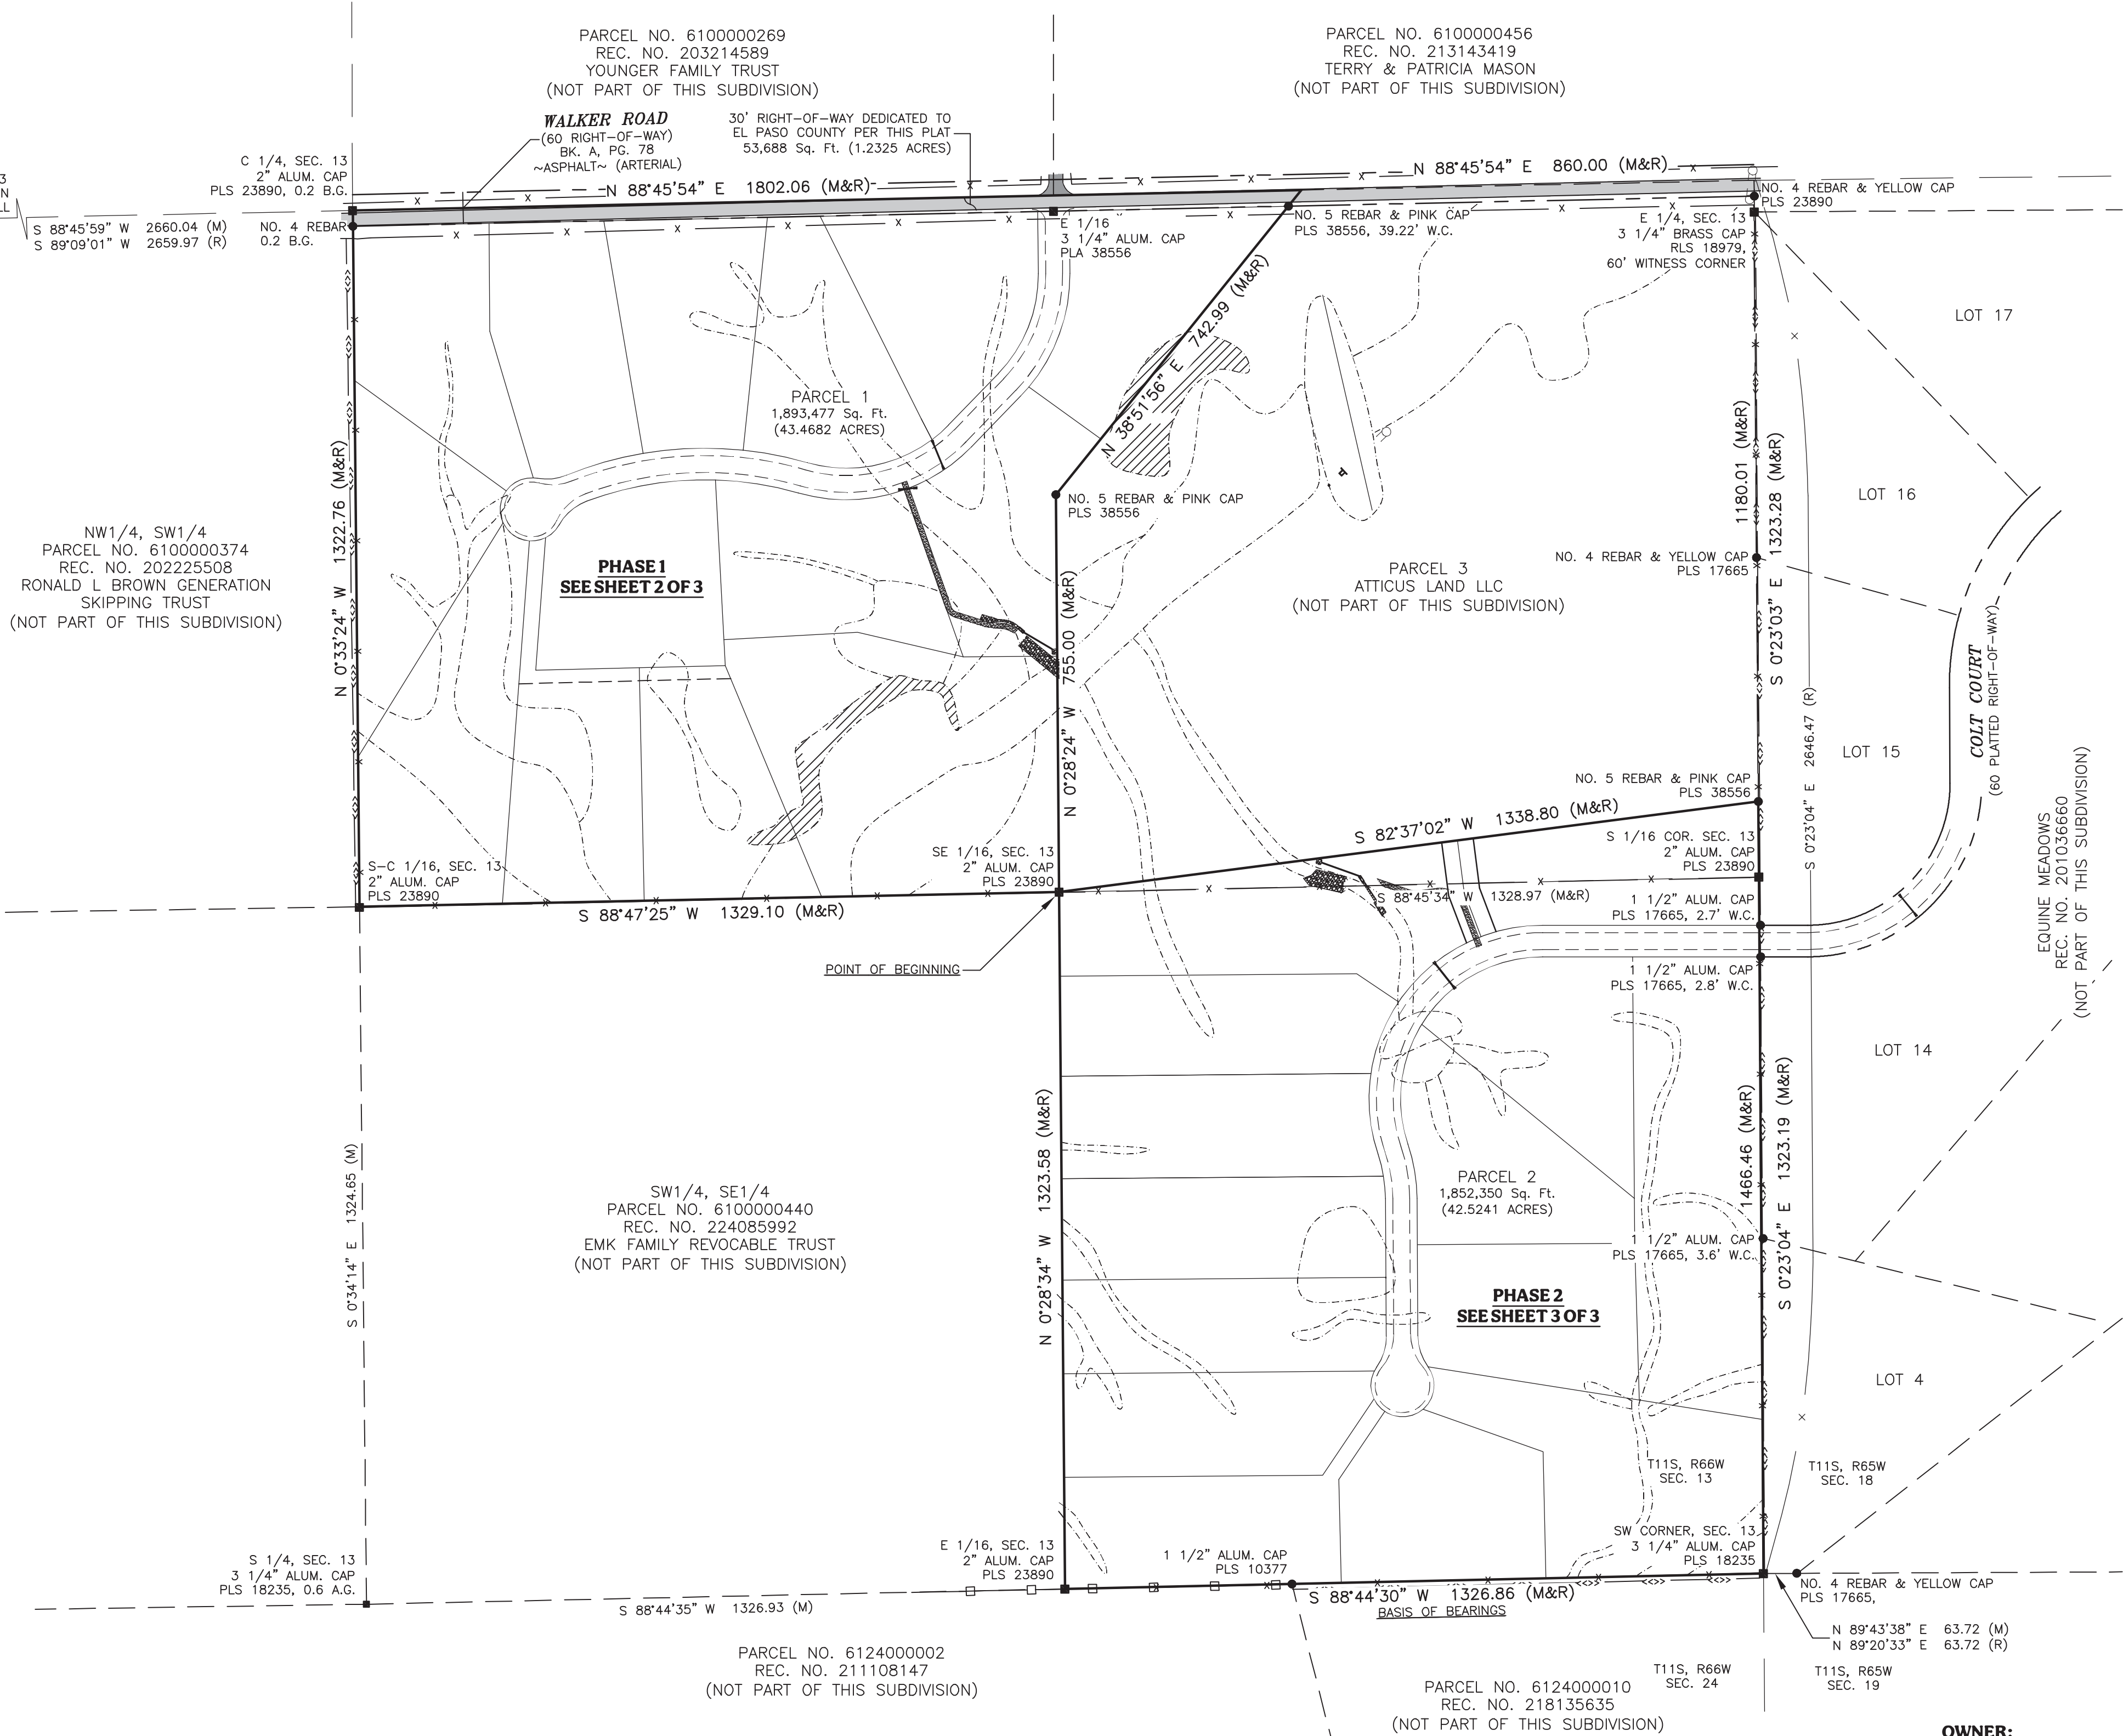 PARCEL NO. 6100000269
REC. NO. 203214589
YOUNGER FAMILY TRUST
(NOT PART OF THIS SUBDIVISION)
PARCEL NO. 6100000456
REC. NO. 213143419
TERRY & PATRICIA MASON
(NOT PART OF THIS SUBDIVISION)
WALKER ROAD
(60 RIGHT-OF-WAY)
BK. A, PG. 78
~ASPHALT~ (ARTERIAL)
30' RIGHT-OF-WAY DEDICATED TO
EL PASO COUNTY PER THIS PLAT
53,688 Sq. Ft. (1.2325 ACRES)
C 1/4, SEC. 13
2" ALUM. CAP
PLS 23890, 0.2 B.G.
3
N
L
N 88°45'54" E 1802.06 (M&R)
N 88°45'54" E 860.00 (M&R)
NO. 4 REBAR & YELLOW CAP
PLS 23890
S 88°45'59" W 2660.04 (M)
S 89°09'01" W 2659.97 (R)
NO. 4 REBAR
0.2 B.G.
E 1/16
3 1/4" ALUM. CAP
PLA 38556
NO. 5 REBAR & PINK CAP
PLS 38556, 39.22' W.C.
E 1/4, SEC. 13
3 1/4" BRASS CAP
RLS 18979,
60' WITNESS CORNER
LOT 17
N 38°51'56" E 742.99 (M&R)
PARCEL 1
1,893,477 Sq. Ft.
(43.4682 ACRES)
N 0°33'24" W 1322.76 (M&R)
1180.01 (M&R)
S 0°23'03" E 1323.28 (M&R)
LOT 16
NO. 5 REBAR & PINK CAP
PLS 38556
NW1/4, SW1/4
PARCEL NO. 6100000374
REC. NO. 202225508
RONALD L BROWN GENERATION
SKIPPING TRUST
(NOT PART OF THIS SUBDIVISION)
PHASE 1
SEE SHEET 2 OF 3
NO. 4 REBAR & YELLOW CAP
PLS 17665
PARCEL 3
ATTICUS LAND LLC
(NOT PART OF THIS SUBDIVISION)
N 0°28'24" W 755.00 (M&R)
S 0°23'04" E 2646.47 (R)
COLT COURT
(60 PLATTED RIGHT-OF-WAY)
LOT 15
EQUINE MEADOWS
REC. NO. 201036660
(NOT PART OF THIS SUBDIVISION)
NO. 5 REBAR & PINK CAP
PLS 38556
S 82°37'02" W 1338.80 (M&R)
S 1/16 COR. SEC. 13
2" ALUM. CAP
PLS 23890
SE 1/16, SEC. 13
2" ALUM. CAP
PLS 23890
S-C 1/16, SEC. 13
2" ALUM. CAP
PLS 23890
S 88°47'25" W 1329.10 (M&R)
S 88°45'34" W 1328.97 (M&R)
1 1/2" ALUM. CAP
PLS 17665, 2.7' W.C.
POINT OF BEGINNING
1 1/2" ALUM. CAP
PLS 17665, 2.8' W.C.
LOT 14
N 0°28'34" W 1323.58 (M&R)
1466.46 (M&R)
S 0°23'04" E 1323.19 (M&R)
S 0°34'14" E 1324.65 (M)
SW1/4, SE1/4
PARCEL NO. 6100000440
REC. NO. 224085992
EMK FAMILY REVOCABLE TRUST
(NOT PART OF THIS SUBDIVISION)
PARCEL 2
1,852,350 Sq. Ft.
(42.5241 ACRES)
1 1/2" ALUM. CAP
PLS 17665, 3.6' W.C.
PHASE 2
SEE SHEET 3 OF 3
LOT 4
T11S, R66W
SEC. 13
T11S, R65W
SEC. 18
SW CORNER, SEC. 13
3 1/4" ALUM. CAP
PLS 18235
S 1/4, SEC. 13
3 1/4" ALUM. CAP
PLS 18235, 0.6 A.G.
E 1/16, SEC. 13
2" ALUM. CAP
PLS 23890
1 1/2" ALUM. CAP
PLS 10377
S 88°44'30" W 1326.86 (M&R)
BASIS OF BEARINGS
NO. 4 REBAR & YELLOW CAP
PLS 17665,
S 88°44'35" W 1326.93 (M)
N 89°43'38" E 63.72 (M)
N 89°20'33" E 63.72 (R)
PARCEL NO. 6124000002
REC. NO. 211108147
(NOT PART OF THIS SUBDIVISION)
T11S, R66W
SEC. 24
T11S, R65W
SEC. 19
PARCEL NO. 6124000010
REC. NO. 218135635
(NOT PART OF THIS SUBDIVISION)
OWNER: